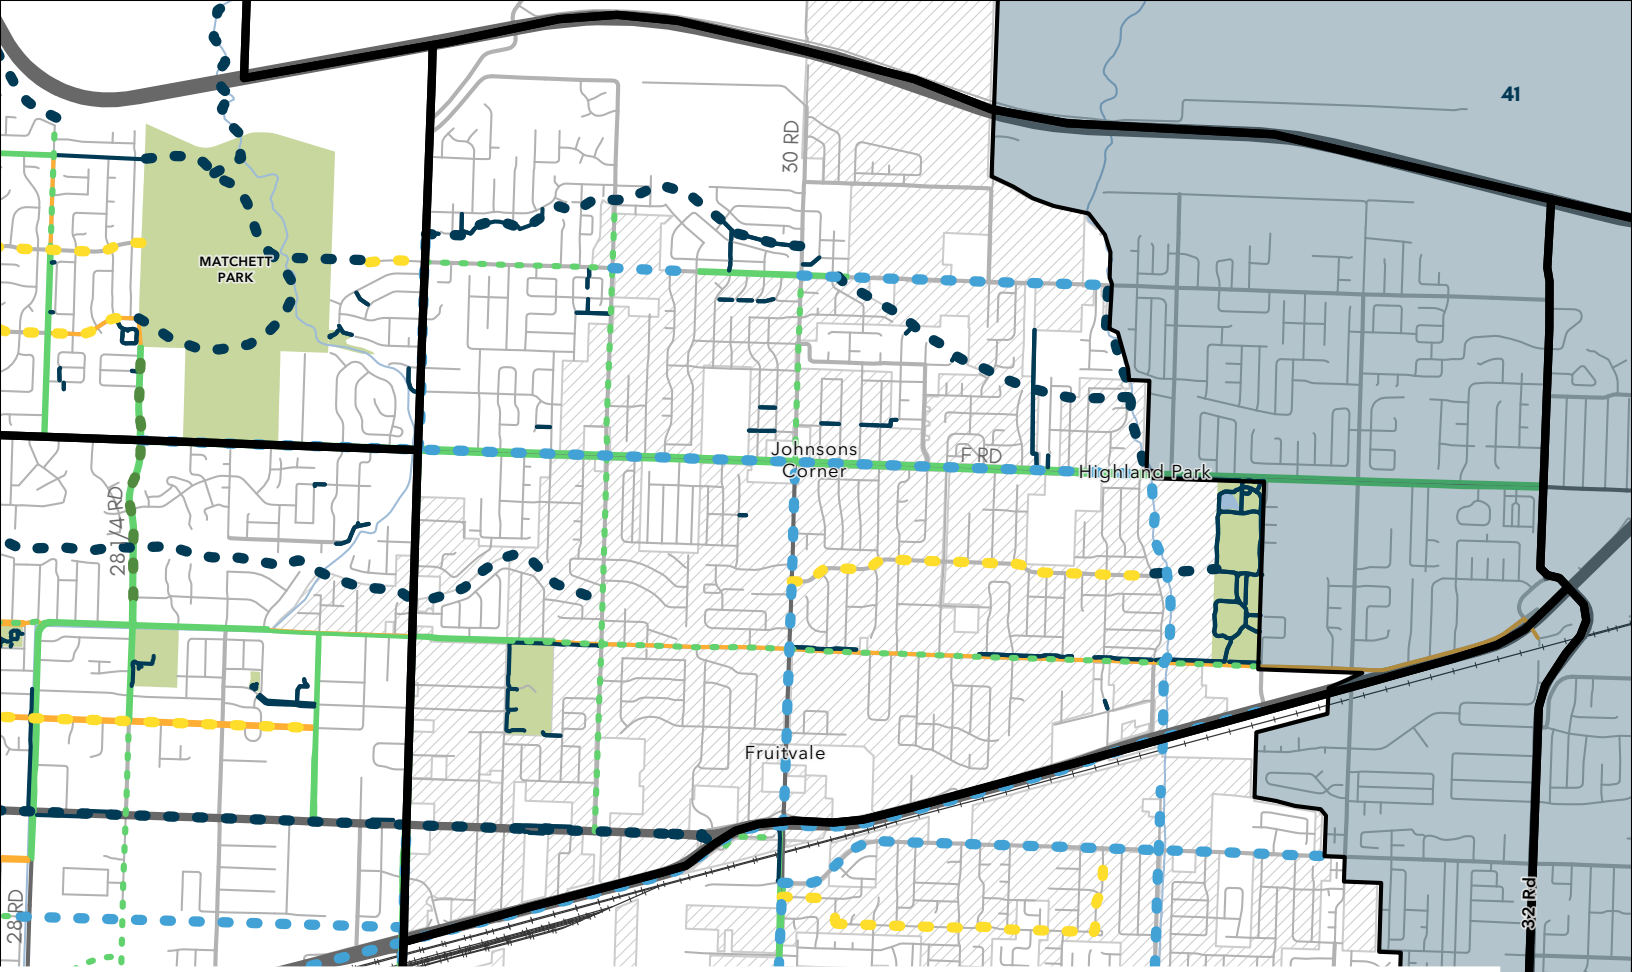 41
30 RD
MATCHETT
PARK
Johnsons
Corner
F RD
Highland Park
28 1/4 RD
Fruitvale
28 RD
32 Rd